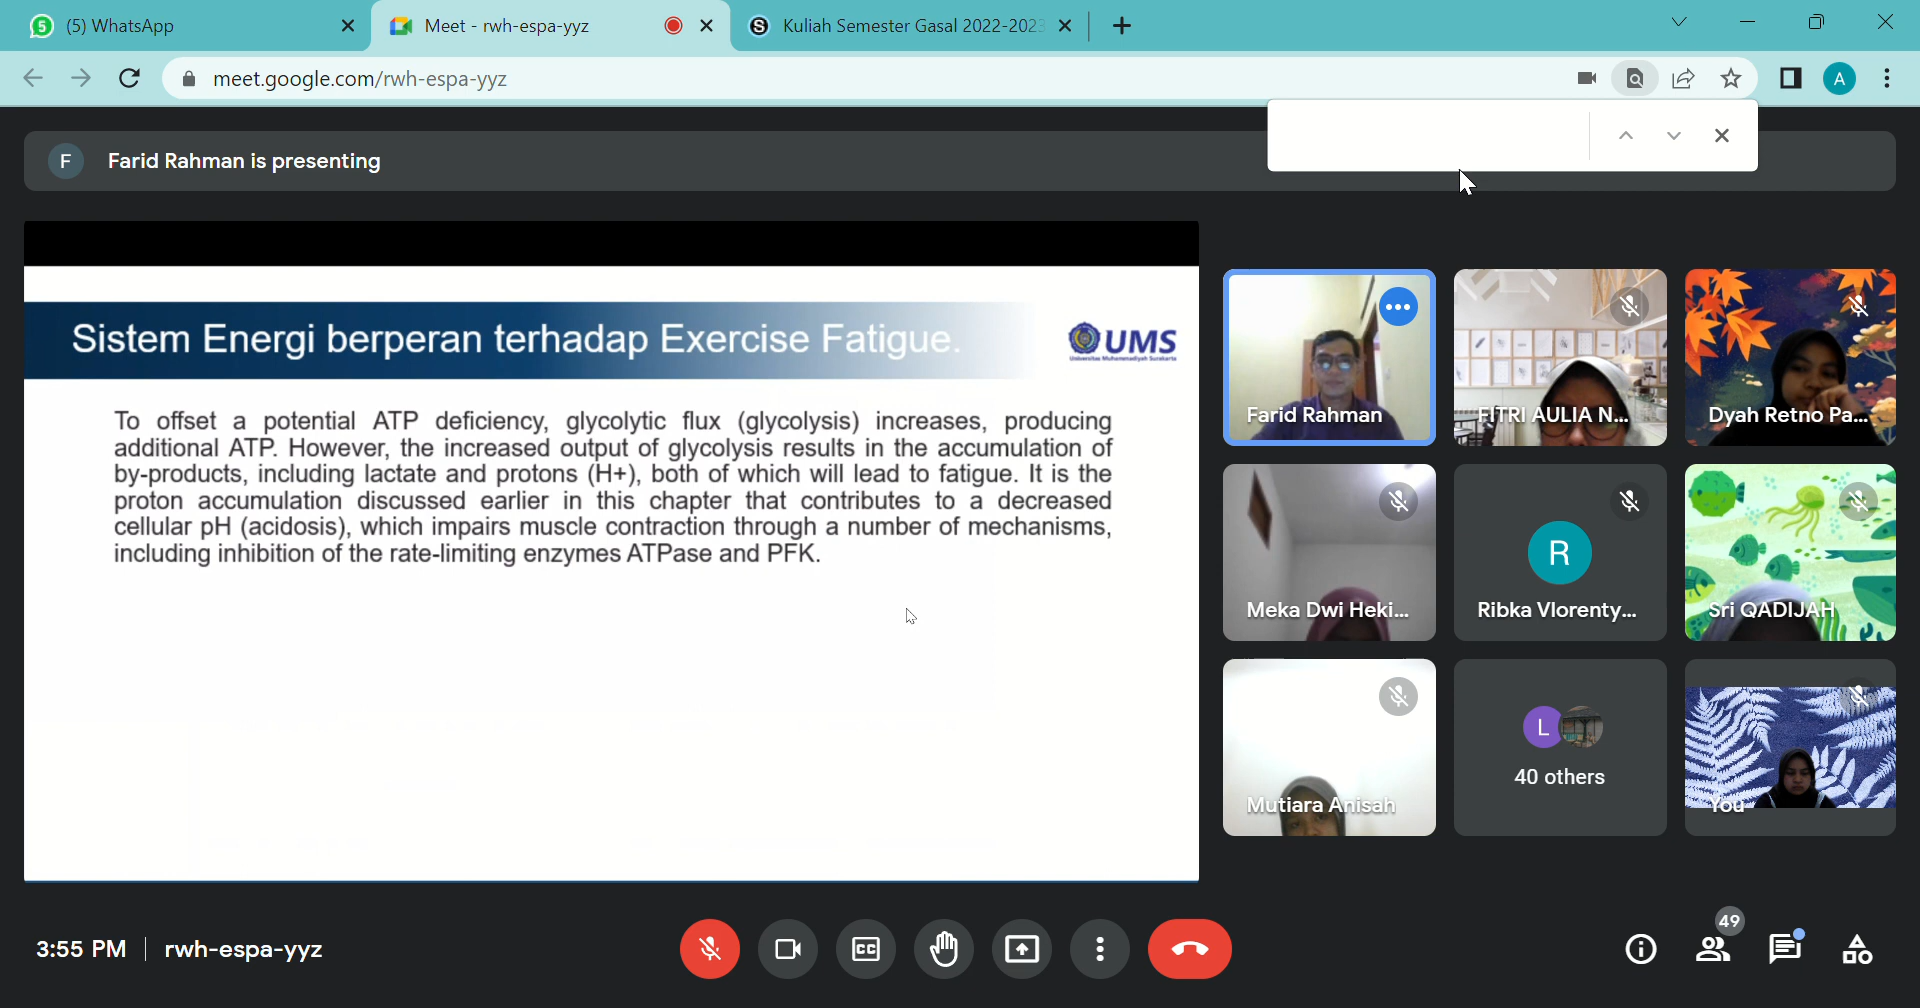 (5) WhatsApp
Meet - rwh-espa-yyz
Kuliah Semester Gasal 2022-2023
meet.google.com/rwh-espa-yyz
A
F
Farid Rahman is presenting
Sistem Energi berperan terhadap Exercise Fatigue.
UMS
Universitas Muhammadiyah Surakarta
To offset a potential ATP deficiency, glycolytic flux (glycolysis) increases, producing
additional ATP. However, the increased output of glycolysis results in the accumulation of
by-products, including lactate and protons (H+), both of which will lead to fatigue. It is the
proton accumulation discussed earlier in this chapter that contributes to a decreased
cellular pH (acidosis), which impairs muscle contraction through a number of mechanisms,
including inhibition of the rate-limiting enzymes ATPase and PFK.
Farid Rahman
FITRI AULIA N...
Dyah Retno Pa...
Meka Dwi Heki...
R
Ribka Vlorenty...
Sri QADIJAH
Mutiara Anisah
L
40 others
You
3:55 PM
rwh-espa-yyz
CC
49